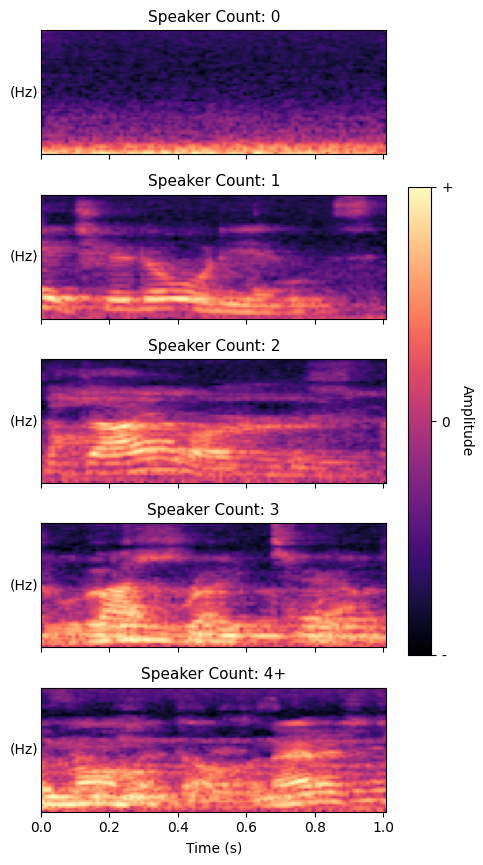 Speaker Count: 0
(Hz)
Speaker Count: 1
(Hz)
Speaker Count: 2
(Hz)
Speaker Count: 3
(Hz)
Speaker Count: 4+
(Hz)
0.0 0.2 0.4 0.6 0.8 1.0
Time (s)
+
0
-
Amplitude